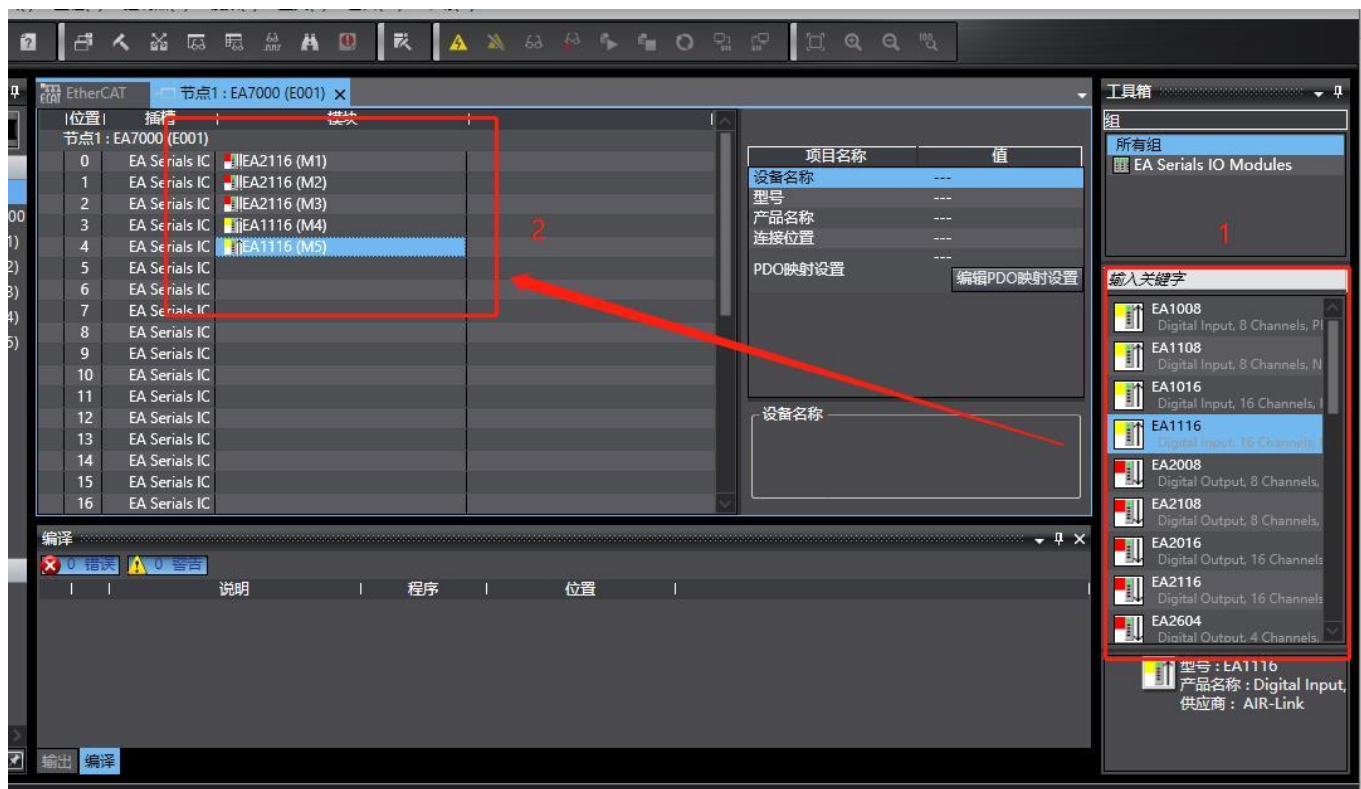 EtherCAT 节点1 : EA7000 (E001)
位置 插槽 模块
节点1 : EA7000 (E001)
0 EA Serials IC EA2116 (M1)
1 EA Serials IC EA2116 (M2)
2 EA Serials IC EA2116 (M3)
3 EA Serials IC EA1116 (M4)
4 EA Serials IC EA1116 (M5)
5 EA Serials IC
6 EA Serials IC
7 EA Serials IC
8 EA Serials IC
9 EA Serials IC
10 EA Serials IC
11 EA Serials IC
12 EA Serials IC
13 EA Serials IC
14 EA Serials IC
15 EA Serials IC
16 EA Serials IC
2
项目名称 值
设备名称 ---
型号 ---
产品名称 ---
连接位置 ---
---
PDO映射设置 编辑PDO映射设置
设备名称
工具箱
组
所有组
EA Serials IO Modules
1
输入关键字
EA1008
Digital Input, 8 Channels, P
EA1108
Digital Input, 8 Channels, N
EA1016
Digital Input, 16 Channels,
EA1116
Digital Input, 16 Channels,
EA2008
Digital Output, 8 Channels,
EA2108
Digital Output, 8 Channels,
EA2016
Digital Output, 16 Channels
EA2116
Digital Output, 16 Channels
EA2604
Digital Output, 4 Channels,
型号 : EA1116
产品名称 : Digital Input,
供应商 : AIR-Link
编译
0 错误 0 警告
说明 程序 位置
输出 编译